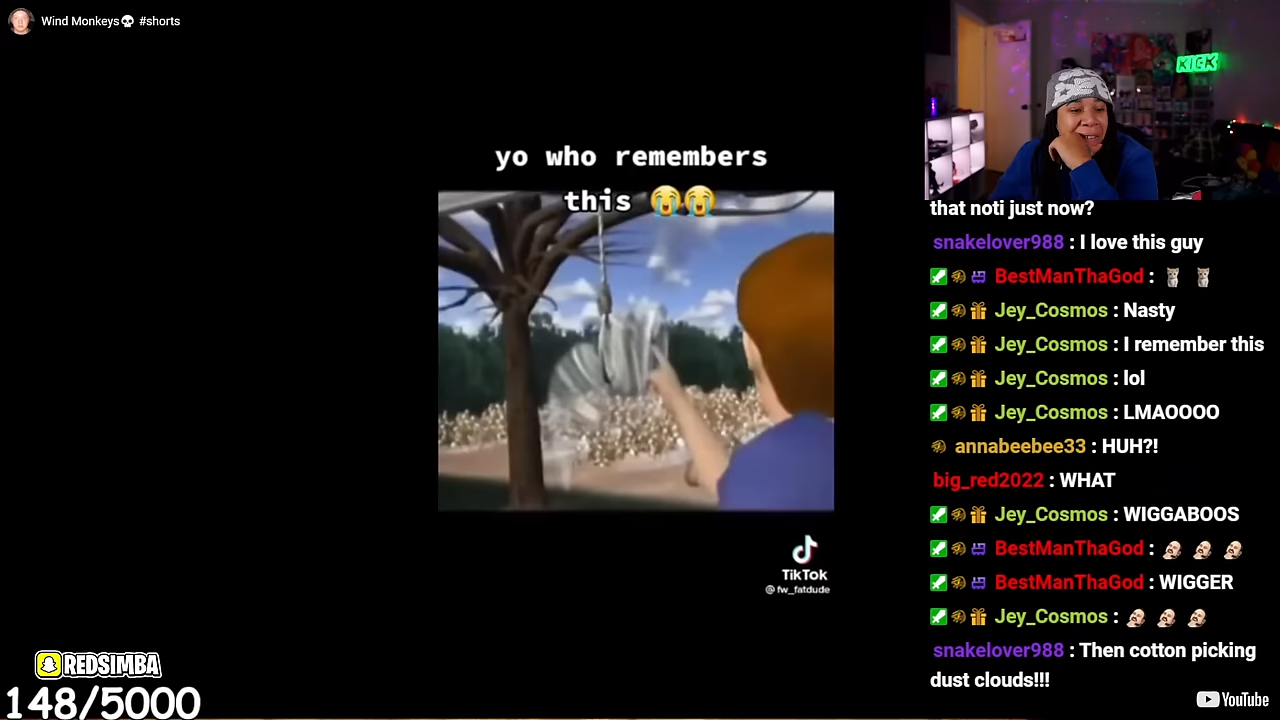 Wind Monkeys💀 #shorts
KICK
yo who remembers
this 😭😭
that noti just now?
snakelover988 : I love this guy
BestManThaGod :
Jey_Cosmos : Nasty
Jey_Cosmos : I remember this
Jey_Cosmos : lol
Jey_Cosmos : LMAOOOO
annabeebee33 : HUH?!
big_red2022 : WHAT
Jey_Cosmos : WIGGABOOS
BestManThaGod :
BestManThaGod : WIGGER
Jey_Cosmos :
snakelover988 : Then cotton picking
dust clouds!!!
TikTok
@fw_fatdude
REDSIMBA
148/5000
YouTube